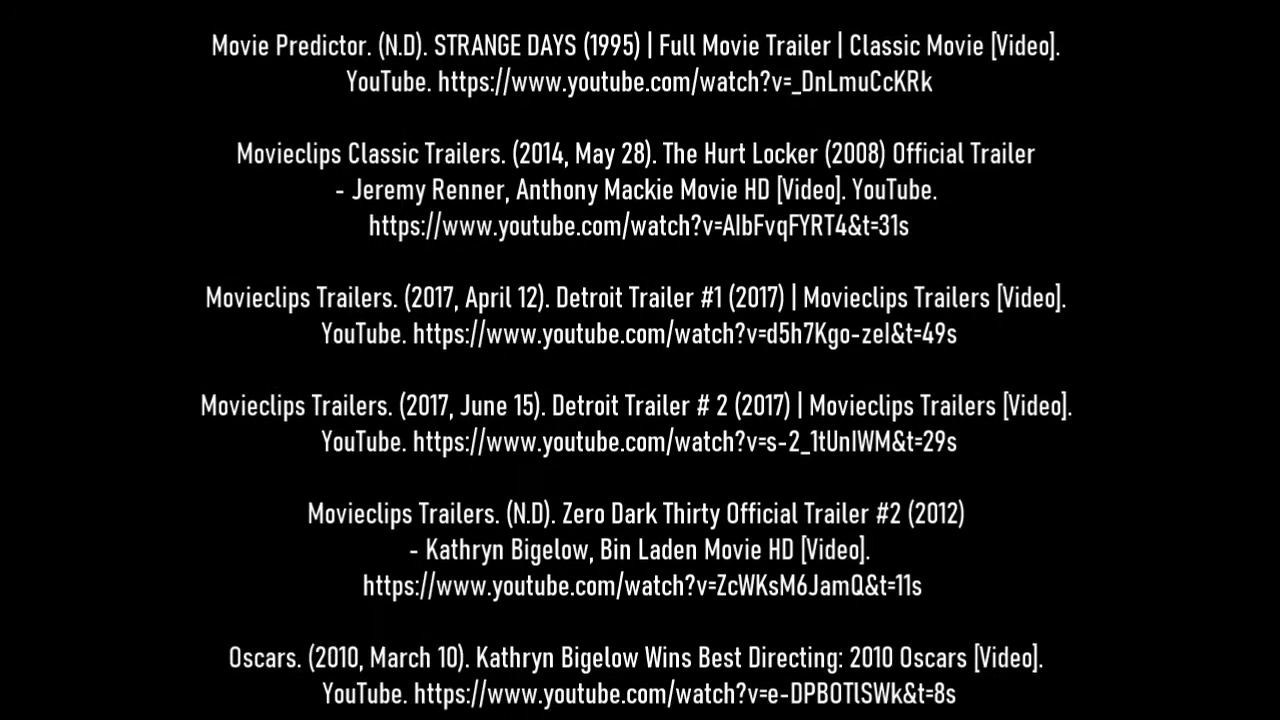 Movie Predictor. (N.D). STRANGE DAYS (1995) | Full Movie Trailer | Classic Movie [Video].
YouTube. https://www.youtube.com/watch?v=_DnLmuCcKRk
Movieclips Classic Trailers. (2014, May 28). The Hurt Locker (2008) Official Trailer
- Jeremy Renner, Anthony Mackie Movie HD [Video]. YouTube.
https://www.youtube.com/watch?v=AIbFvqFYRT4&t=31s
Movieclips Trailers. (2017, April 12). Detroit Trailer #1 (2017) | Movieclips Trailers [Video].
YouTube. https://www.youtube.com/watch?v=d5h7Kgo-zeI&t=49s
Movieclips Trailers. (2017, June 15). Detroit Trailer # 2 (2017) | Movieclips Trailers [Video].
YouTube. https://www.youtube.com/watch?v=s-2_1tUnIWM&t=29s
Movieclips Trailers. (N.D). Zero Dark Thirty Official Trailer #2 (2012)
- Kathryn Bigelow, Bin Laden Movie HD [Video].
https://www.youtube.com/watch?v=ZcWKsM6JamQ&t=11s
Oscars. (2010, March 10). Kathryn Bigelow Wins Best Directing: 2010 Oscars [Video].
YouTube. https://www.youtube.com/watch?v=e-DPBOTlSWk&t=8s